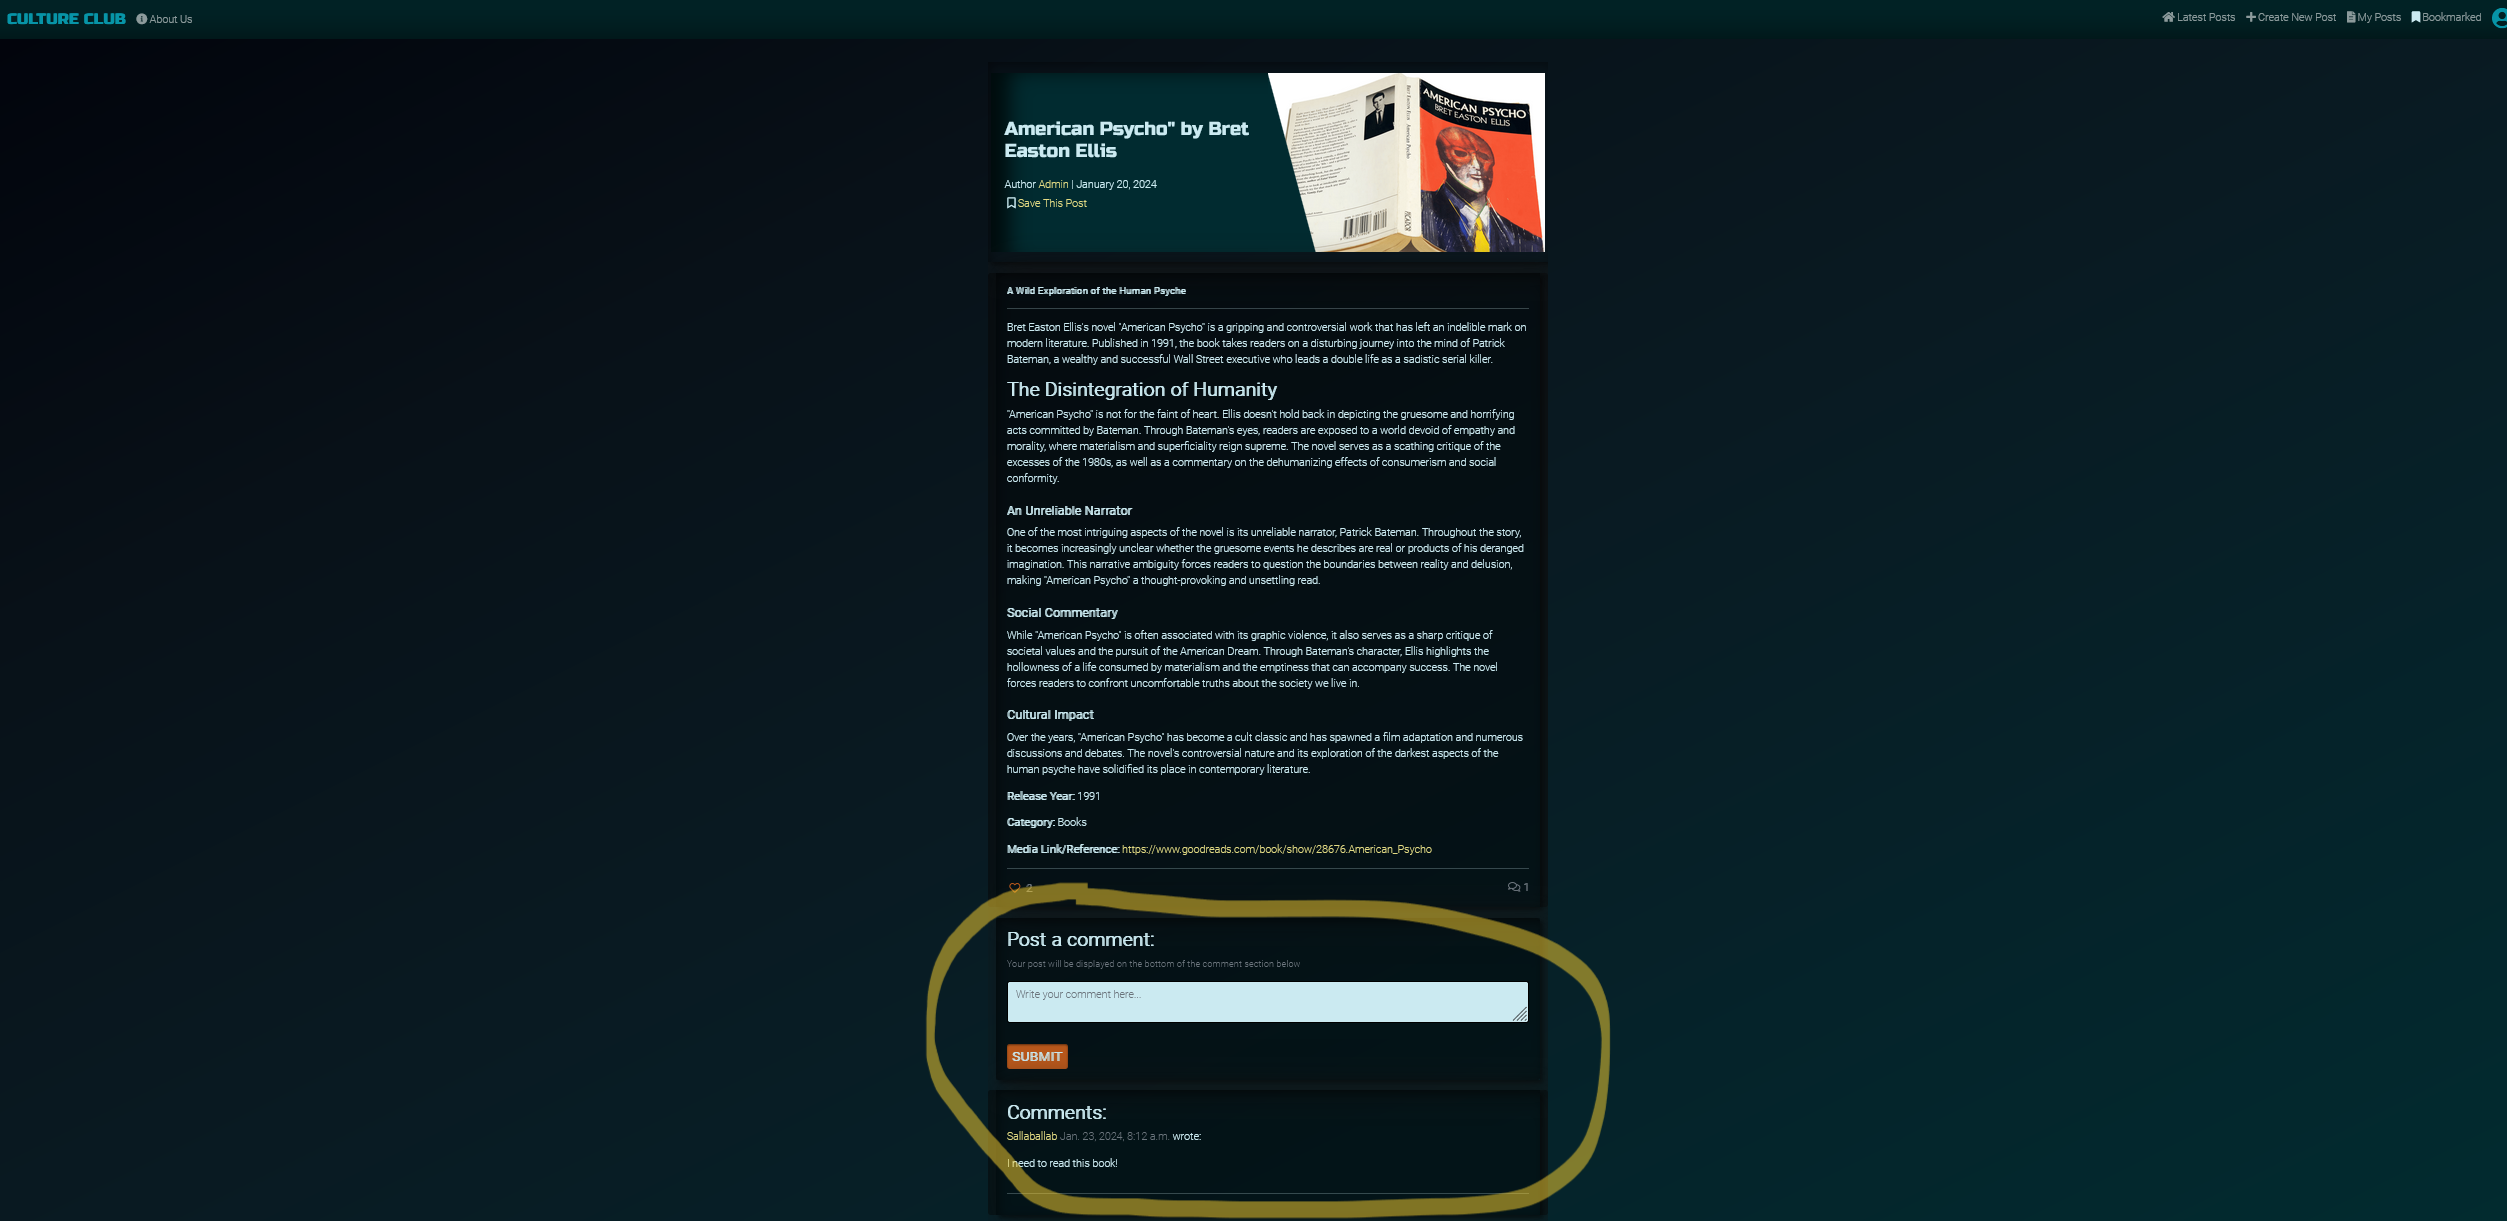 CULTURE CLUB About Us
Latest Posts Create New Post My Posts Bookmarked
American Psycho" by Bret
Easton Ellis
Author Admin | January 20, 2024
Save This Post
AMERICAN PSYCHO
BRET EASTON ELLIS
Bret Easton Ellis American Psycho
PICADOR
A Wild Exploration of the Human Psyche
Bret Easton Ellis's novel "American Psycho" is a gripping and controversial work that has left an indelible mark on
modern literature. Published in 1991, the book takes readers on a disturbing journey into the mind of Patrick
Bateman, a wealthy and successful Wall Street executive who leads a double life as a sadistic serial killer.
The Disintegration of Humanity
"American Psycho" is not for the faint of heart. Ellis doesn't hold back in depicting the gruesome and horrifying
acts committed by Bateman. Through Bateman's eyes, readers are exposed to a world devoid of empathy and
morality, where materialism and superficiality reign supreme. The novel serves as a scathing critique of the
excesses of the 1980s, as well as a commentary on the dehumanizing effects of consumerism and social
conformity.
An Unreliable Narrator
One of the most intriguing aspects of the novel is its unreliable narrator, Patrick Bateman. Throughout the story,
it becomes increasingly unclear whether the gruesome events he describes are real or products of his deranged
imagination. This narrative ambiguity forces readers to question the boundaries between reality and delusion,
making "American Psycho" a thought-provoking and unsettling read.
Social Commentary
While "American Psycho" is often associated with its graphic violence, it also serves as a sharp critique of
societal values and the pursuit of the American Dream. Through Bateman's character, Ellis highlights the
hollowness of a life consumed by materialism and the emptiness that can accompany success. The novel
forces readers to confront uncomfortable truths about the society we live in.
Cultural Impact
Over the years, "American Psycho" has become a cult classic and has spawned a film adaptation and numerous
discussions and debates. The novel's controversial nature and its exploration of the darkest aspects of the
human psyche have solidified its place in contemporary literature.
Release Year: 1991
Category: Books
Media Link/Reference: https://www.goodreads.com/book/show/28676.American_Psycho
2 1
Post a comment:
Your post will be displayed on the bottom of the comment section below
Write your comment here...
SUBMIT
Comments:
Sallaballab Jan. 23, 2024, 8:12 a.m. wrote:
I need to read this book!